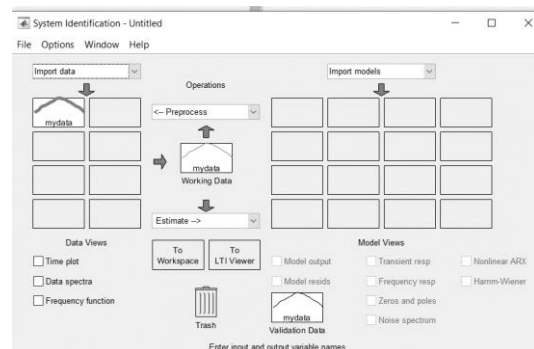 System Identification - Untitled
File Options Window Help
Import data
Import models
Operations
<-- Preprocess
mydata
mydata
Working Data
Estimate -->
Data Views
Time plot
Data spectra
Frequency function
To Workspace
To LTI Viewer
Trash
Model Views
Model output
Transient resp
Nonlinear ARX
Model resids
Frequency resp
Hamm-Wiener
Zeros and poles
Noise spectrum
mydata
Validation Data
Enter input and output variable names